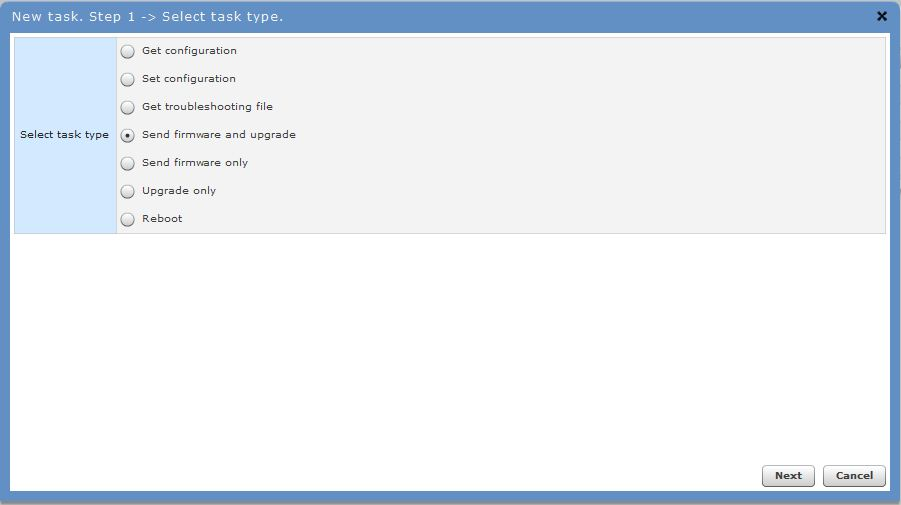 New task. Step 1 -> Select task type.
Select task type
Get configuration
Set configuration
Get troubleshooting file
Send firmware and upgrade
Send firmware only
Upgrade only
Reboot
Next Cancel